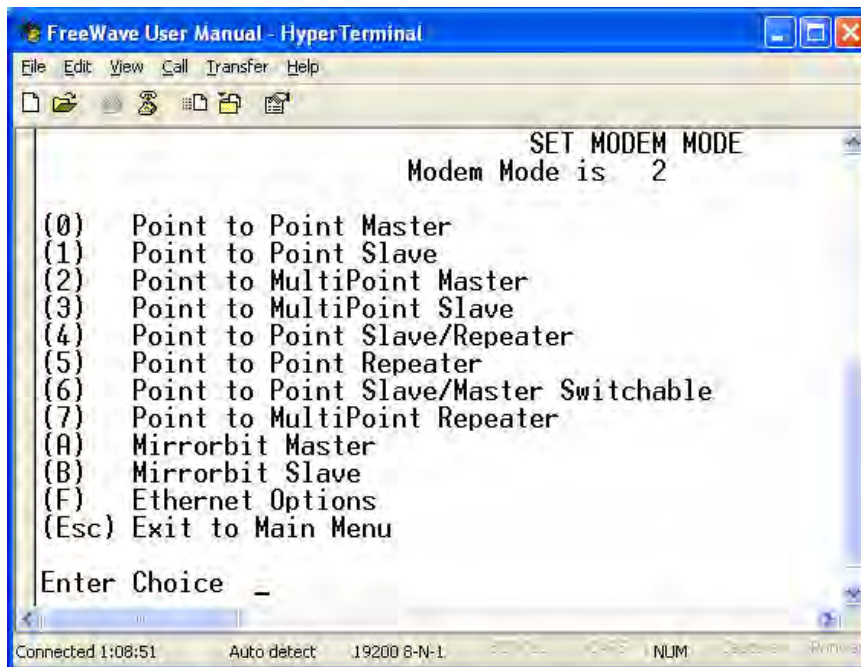 FreeWave User Manual - HyperTerminal
File Edit View Call Transfer Help
SET MODEM MODE
Modem Mode is 2
(0) Point to Point Master
(1) Point to Point Slave
(2) Point to MultiPoint Master
(3) Point to MultiPoint Slave
(4) Point to Point Slave/Repeater
(5) Point to Point Repeater
(6) Point to Point Slave/Master Switchable
(7) Point to MultiPoint Repeater
(A) Mirrorbit Master
(B) Mirrorbit Slave
(F) Ethernet Options
(Esc) Exit to Main Menu
Enter Choice _
Connected 1:08:51 Auto detect 19200 8-N-1 NUM